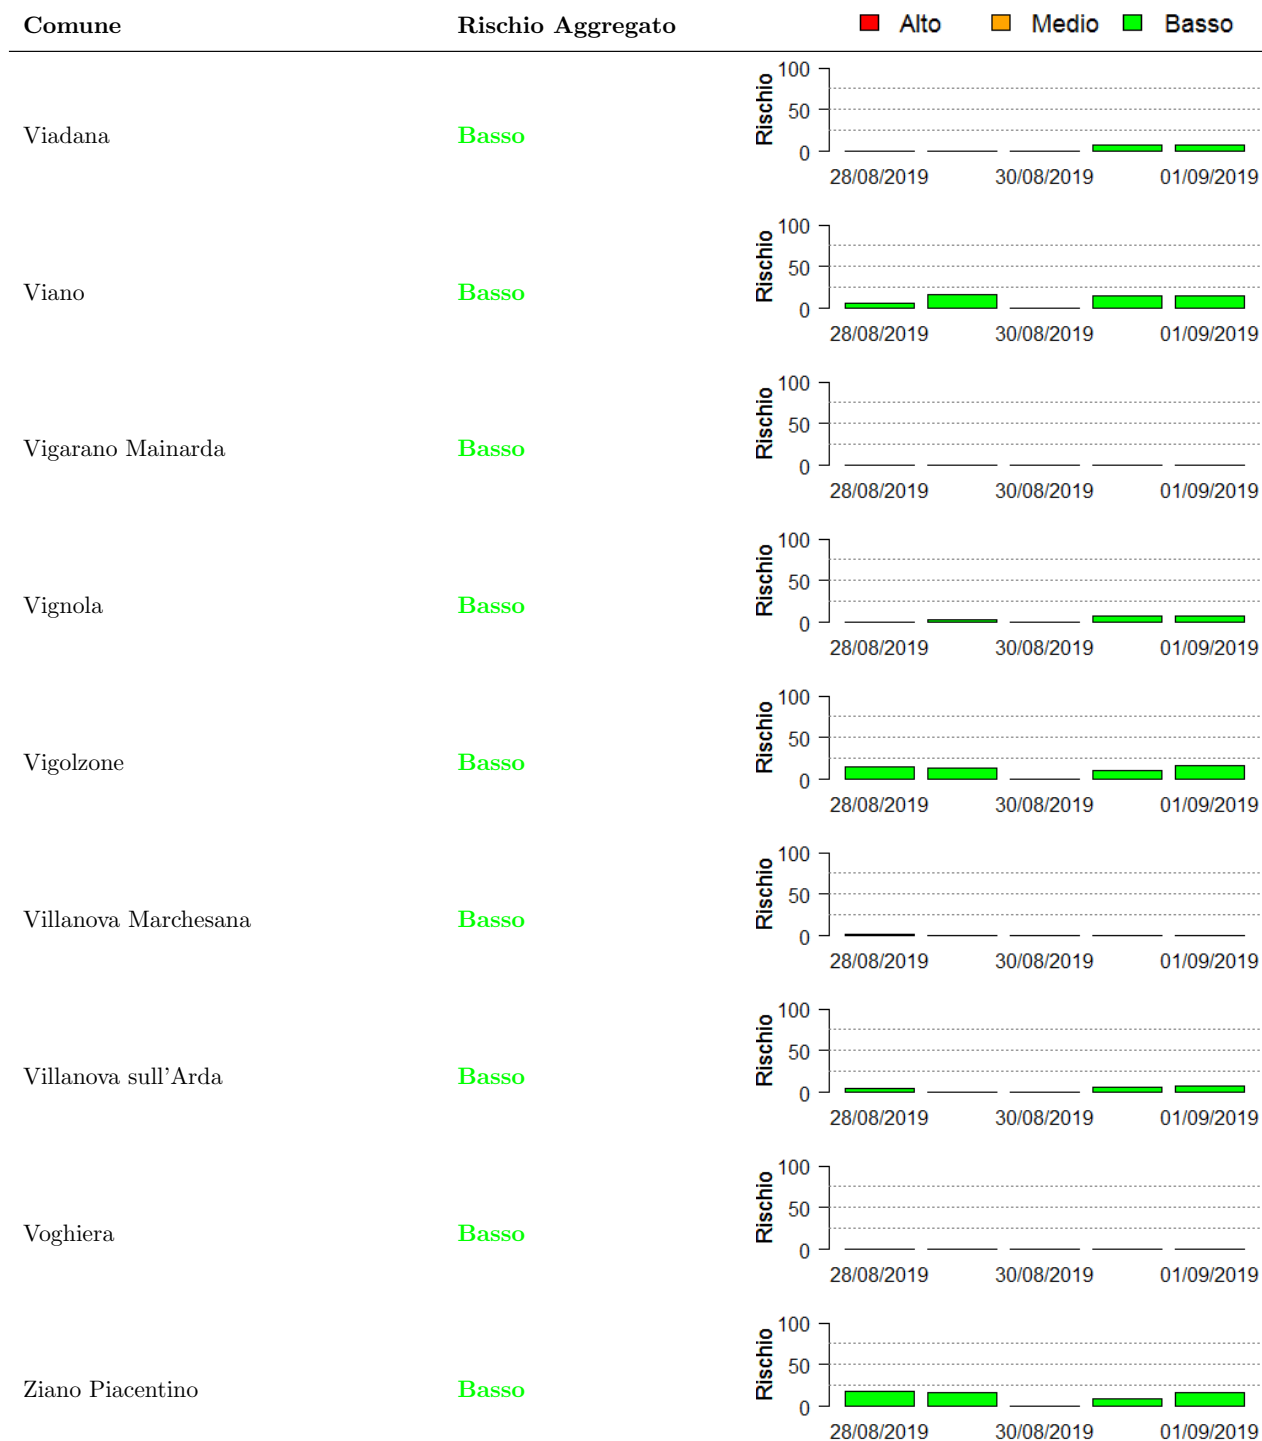 Comune Rischio Aggregato Alto Medio Basso
Viadana Basso Rischio 100 50 0
28/08/2019 30/08/2019 01/09/2019
Viano Basso Rischio 100 50 0
28/08/2019 30/08/2019 01/09/2019
Vigarano Mainarda Basso Rischio 100 50 0
28/08/2019 30/08/2019 01/09/2019
Vignola Basso Rischio 100 50 0
28/08/2019 30/08/2019 01/09/2019
Vigolzone Basso Rischio 100 50 0
28/08/2019 30/08/2019 01/09/2019
Villanova Marchesana Basso Rischio 100 50 0
28/08/2019 30/08/2019 01/09/2019
Villanova sull'Arda Basso Rischio 100 50 0
28/08/2019 30/08/2019 01/09/2019
Voghiera Basso Rischio 100 50 0
28/08/2019 30/08/2019 01/09/2019
Ziano Piacentino Basso Rischio 100 50 0
28/08/2019 30/08/2019 01/09/2019